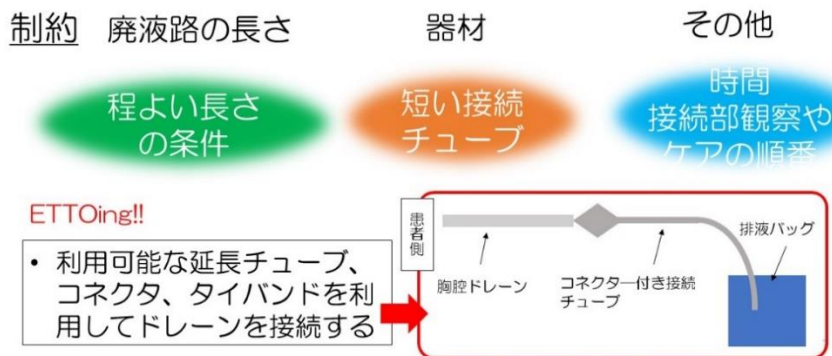 制約 廃液路の長さ 器材 その他
程よい長さ
の条件
短い接続
チューブ
時間
接続部観察や
ケアの順番
ETTOing!!
• 利用可能な延長チューブ、
コネクタ、タイバンドを利
用してドレーンを接続する
患者側
胸腔ドレーン
コネクター付き接続
チューブ
排液バッグ